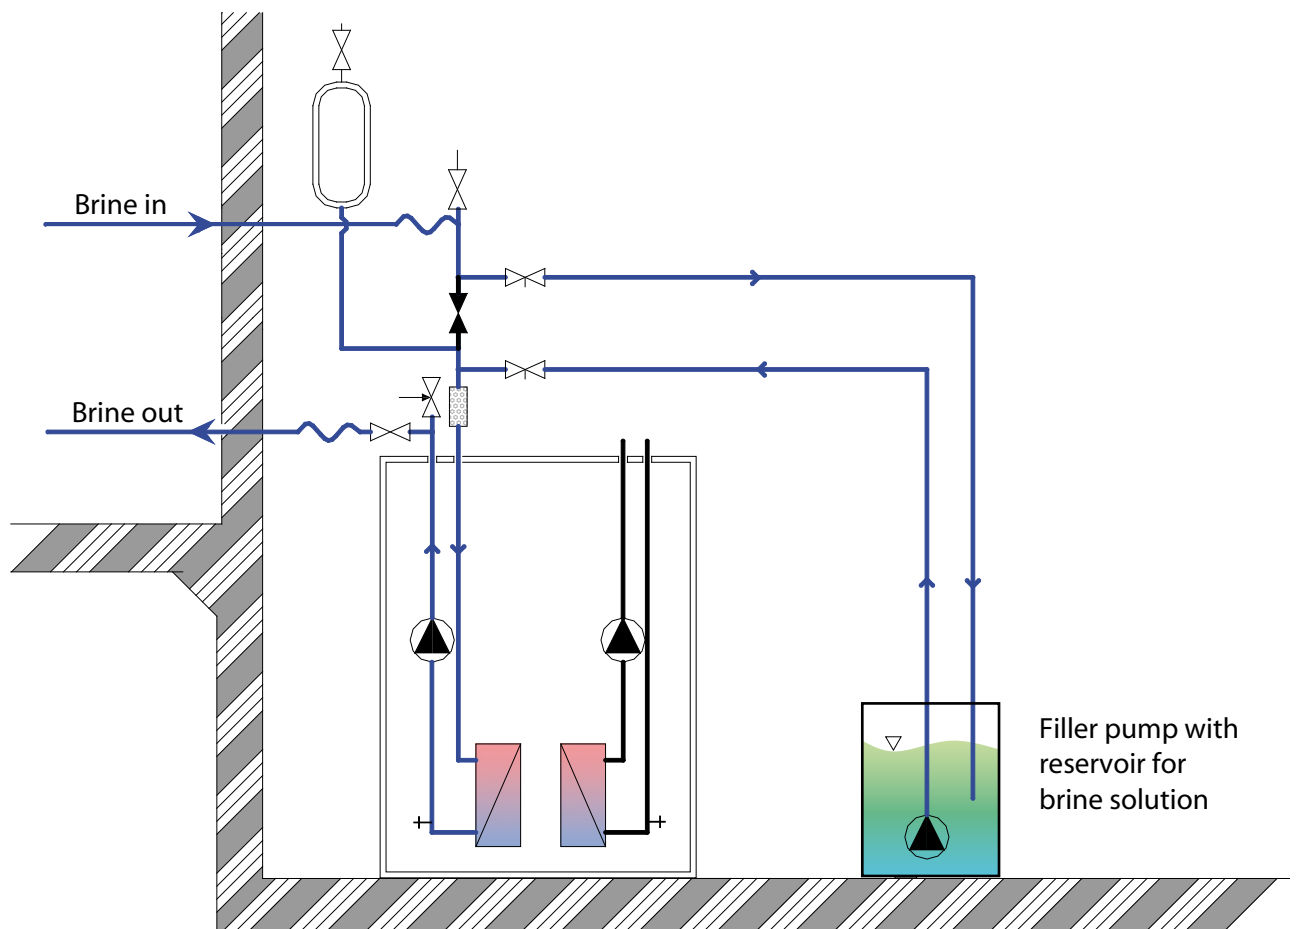 Brine in
Brine out
Filler pump with
reservoir for
brine solution